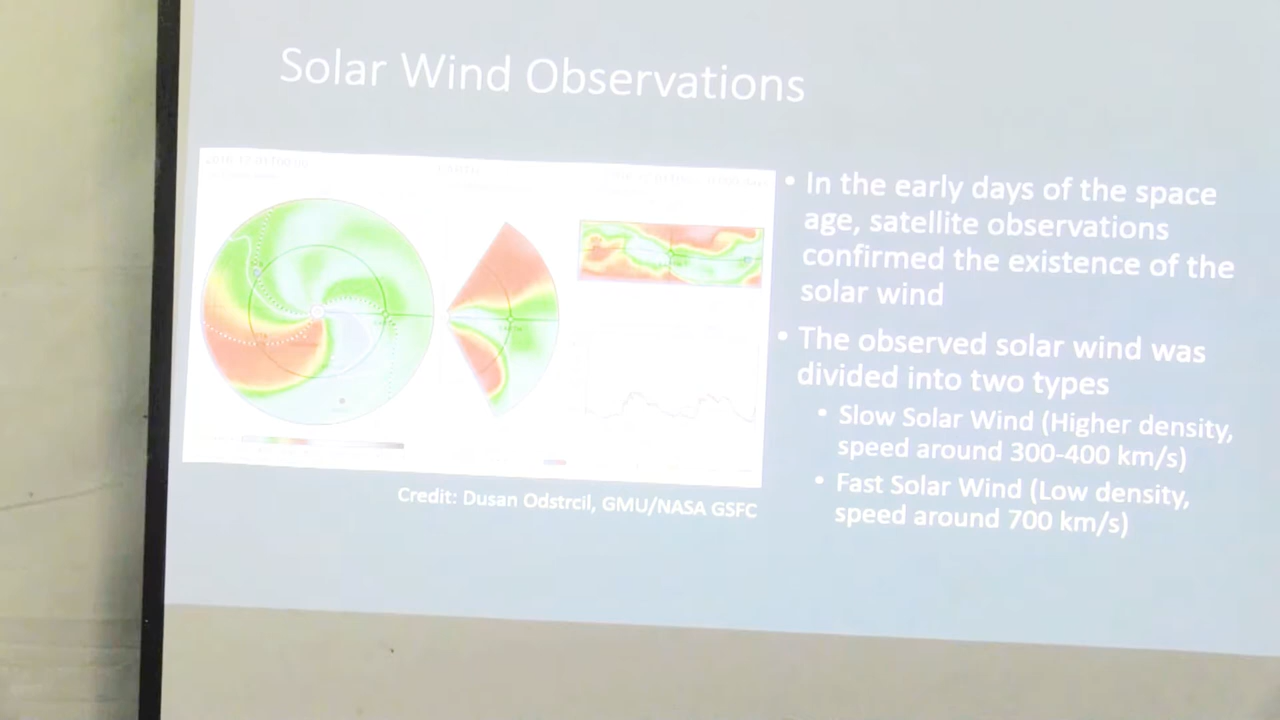 Solar Wind Observations
• In the early days of the space
age, satellite observations
confirmed the existence of the
solar wind
• The observed solar wind was
divided into two types
• Slow Solar Wind (Higher density,
speed around 300-400 km/s)
• Fast Solar Wind (Low density,
speed around 700 km/s)
Credit: Dusan Odstrcil, GMU/NASA GSFC